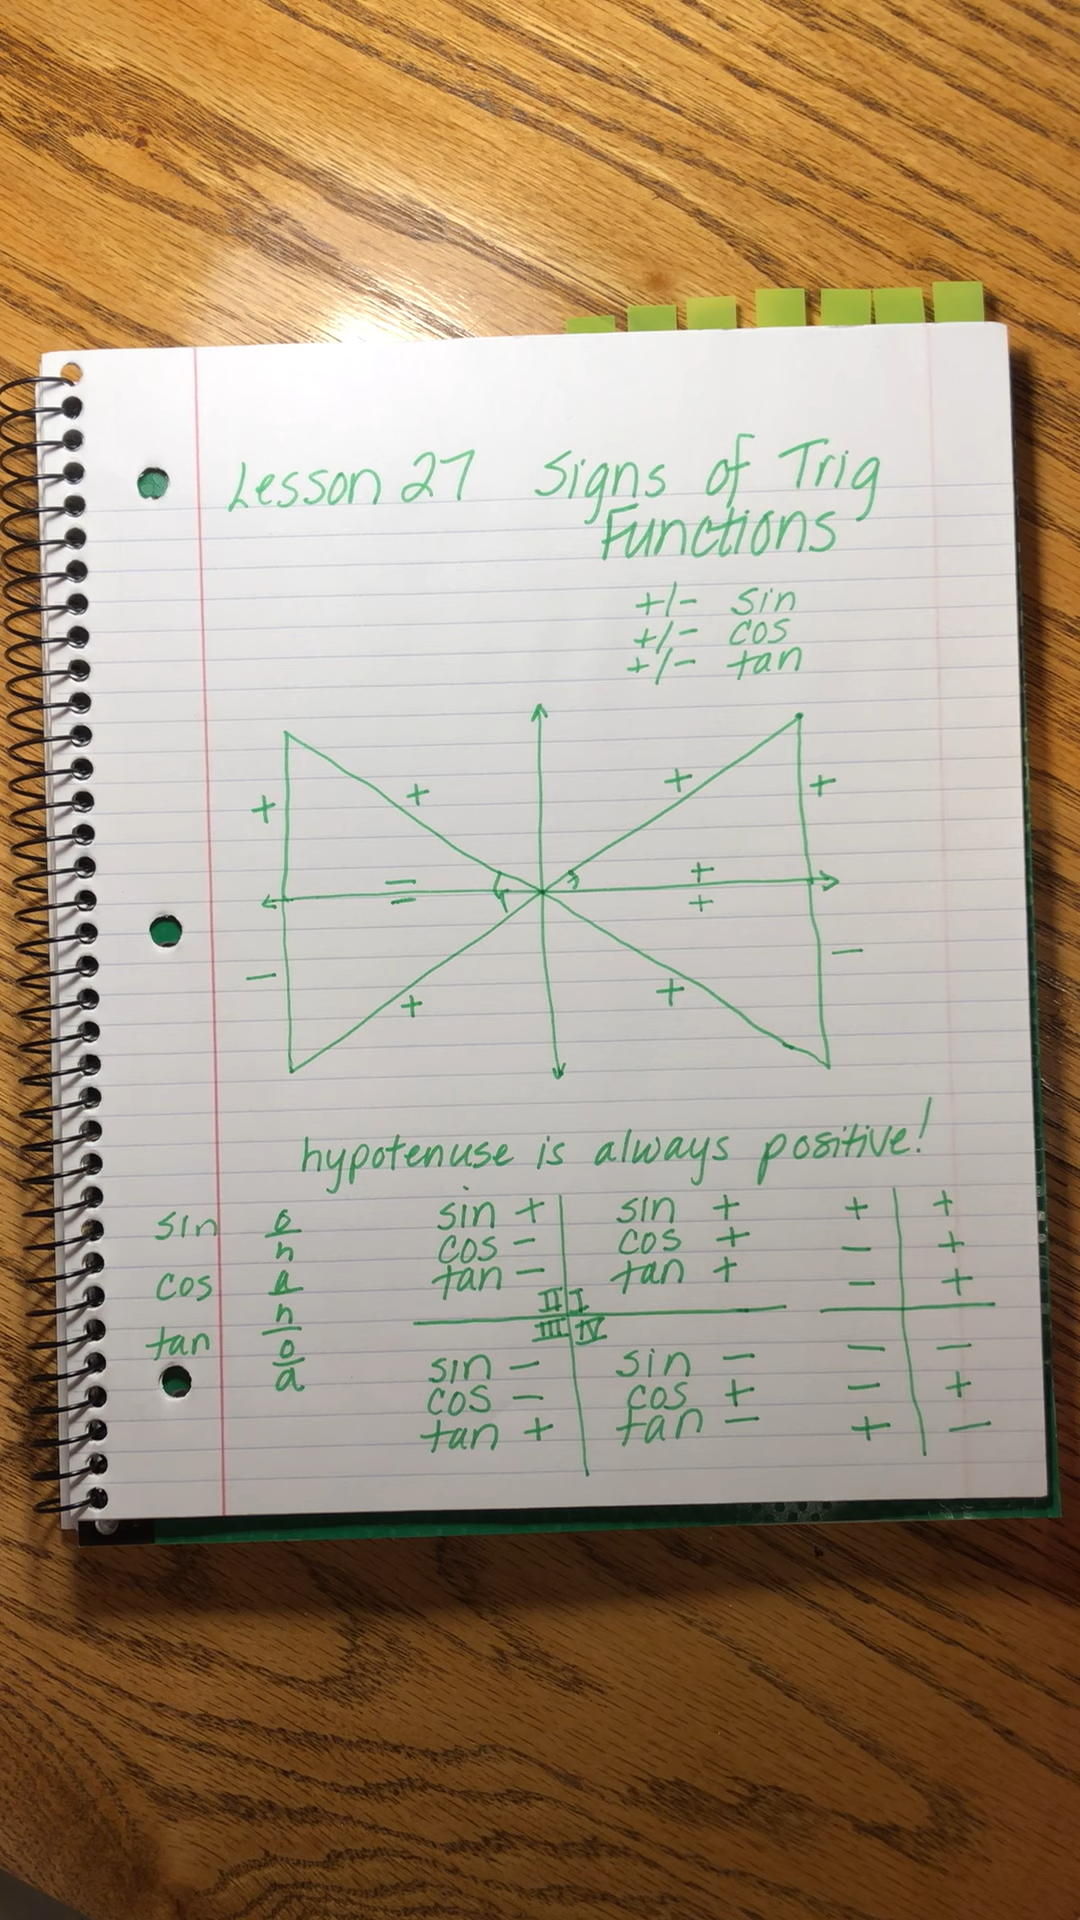 Lesson 27 Signs of Trig
Functions
+/- sin
+/- cos
+/- tan
+ + + +
− +
− +
− + + −
hypotenuse is always positive!
sin o/h
cos a/h
tan o/a
sin + sin +
cos − cos +
tan − tan +
II I
III IV
sin − sin −
cos − cos +
tan + tan −
+ +
− +
− +
− −
− +
+ −